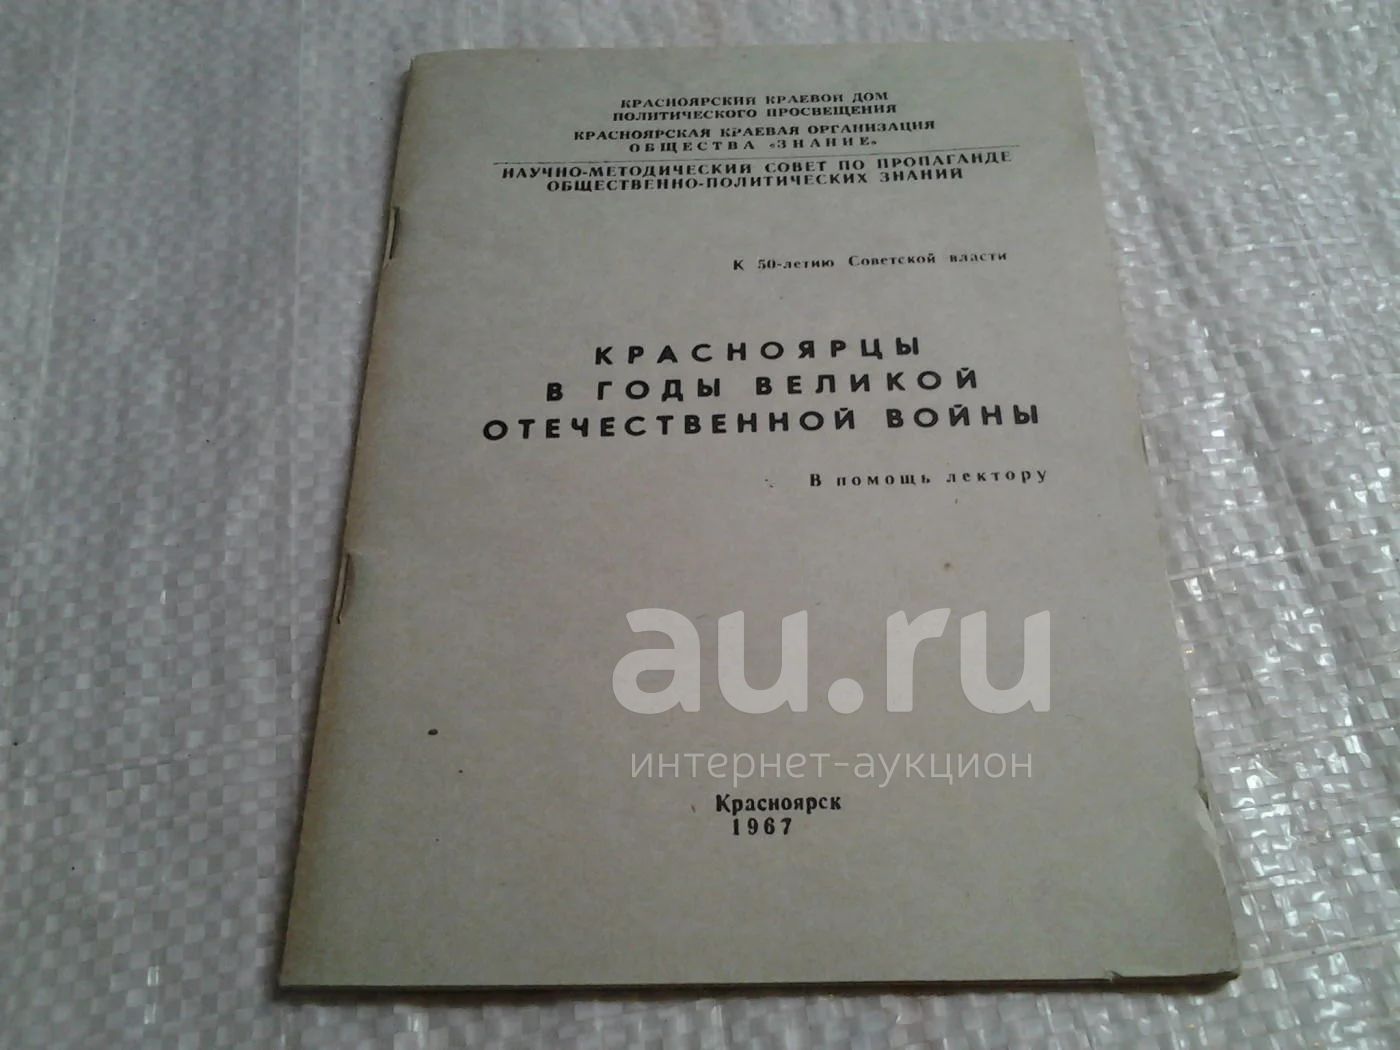 КРАСНОЯРСКИЙ КРАЕВОЙ ДОМ
ПОЛИТИЧЕСКОГО ПРОСВЕЩЕНИЯ
КРАСНОЯРСКАЯ КРАЕВАЯ ОРГАНИЗАЦИЯ
ОБЩЕСТВА «ЗНАНИЕ»
НАУЧНО-МЕТОДИЧЕСКИЙ СОВЕТ ПО ПРОПАГАНДЕ
ОБЩЕСТВЕННО-ПОЛИТИЧЕСКИХ ЗНАНИЙ
К 50-летию Советской власти
КРАСНОЯРЦЫ
В ГОДЫ ВЕЛИКОЙ
ОТЕЧЕСТВЕННОЙ ВОЙНЫ
В помощь лектору
au.ru
интернет-аукцион
Красноярск
1967